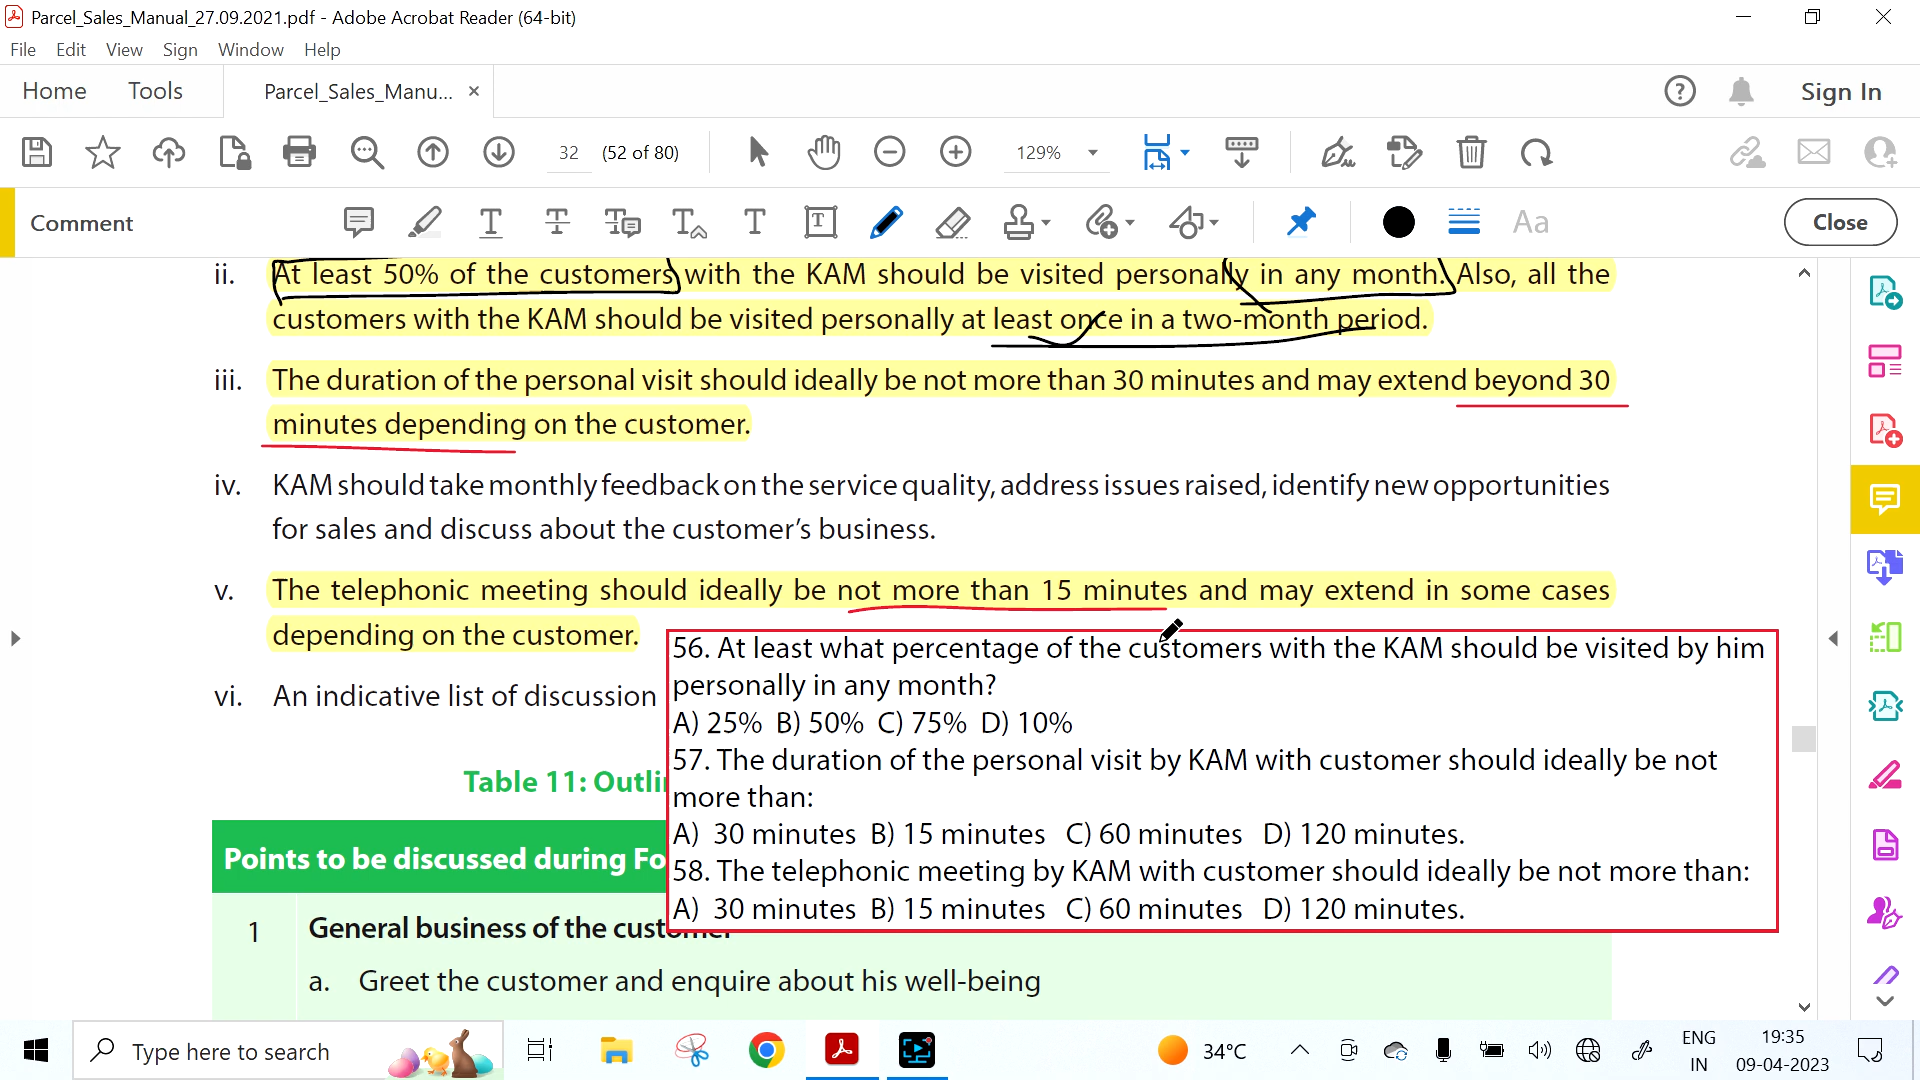 Parcel_Sales_Manual_27.09.2021.pdf - Adobe Acrobat Reader (64-bit)
File Edit View Sign Window Help
Home Tools Parcel_Sales_Manu... × Sign In
32 (52 of 80) 129%
Comment Aa Close
ii. At least 50% of the customers with the KAM should be visited personally in any month. Also, all the
customers with the KAM should be visited personally at least once in a two-month period.
iii. The duration of the personal visit should ideally be not more than 30 minutes and may extend beyond 30
minutes depending on the customer.
iv. KAM should take monthly feedback on the service quality, address issues raised, identify new opportunities
for sales and discuss about the customer’s business.
v. The telephonic meeting should ideally be not more than 15 minutes and may extend in some cases
depending on the customer.
vi. An indicative list of discussion
56. At least what percentage of the customers with the KAM should be visited by him
personally in any month?
A) 25% B) 50% C) 75% D) 10%
57. The duration of the personal visit by KAM with customer should ideally be not
more than:
A) 30 minutes B) 15 minutes C) 60 minutes D) 120 minutes.
58. The telephonic meeting by KAM with customer should ideally be not more than:
A) 30 minutes B) 15 minutes C) 60 minutes D) 120 minutes.
Table 11: Outli
Points to be discussed during Fo
1 General business of the customer
a. Greet the customer and enquire about his well-being
Type here to search
34°C
ENG
IN
19:35
09-04-2023